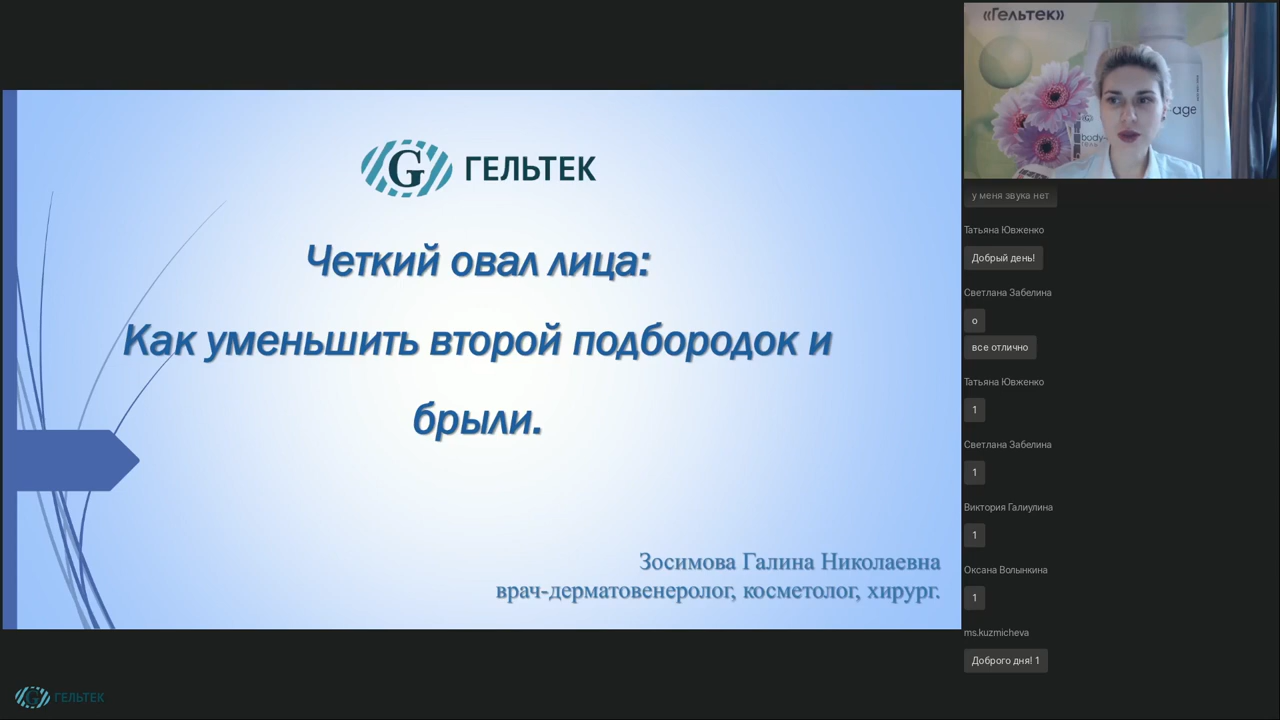 «Гельтек»
-age
body-
G ГЕЛЬТЕК
Четкий овал лица:
Как уменьшить второй подбородок и
брыли.
Зосимова Галина Николаевна
врач-дерматовенеролог, косметолог, хирург.
у меня звука нет
Татьяна Ювженко
Добрый день!
Светлана Забелина
о
все отлично
Татьяна Ювженко
1
Светлана Забелина
1
Виктория Галиулина
1
Оксана Волынкина
1
ms.kuzmicheva
Доброго дня! 1
G ГЕЛЬТЕК